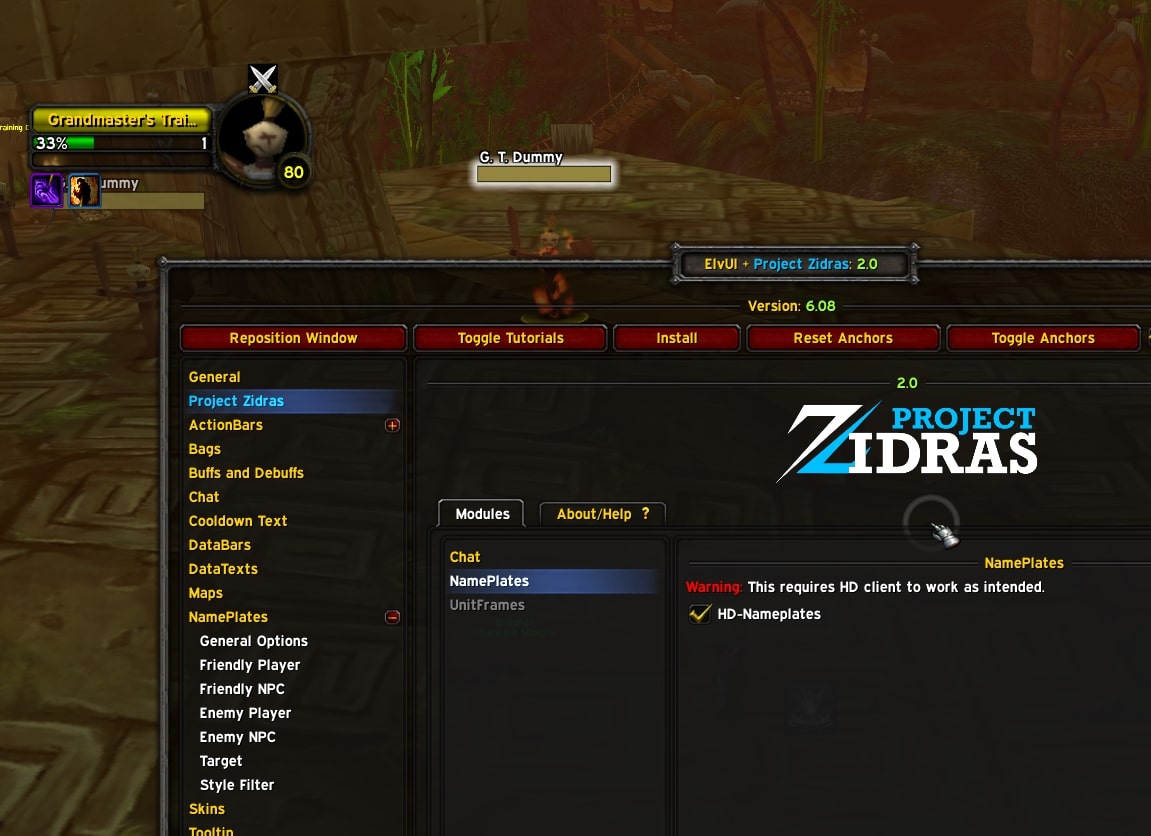 Grandmaster's Trai...
33% 1
raining
80
ummy
G. T. Dummy
ElvUI + Project Zidras: 2.0
Version: 6.08
Reposition Window
Toggle Tutorials
Install
Reset Anchors
Toggle Anchors
General
Project Zidras
ActionBars
Bags
Buffs and Debuffs
Chat
Cooldown Text
DataBars
DataTexts
Maps
NamePlates
General Options
Friendly Player
Friendly NPC
Enemy Player
Enemy NPC
Target
Style Filter
Skins
Tooltip
2.0
PROJECT
ZIDRAS
Modules
About/Help ?
Chat
NamePlates
UnitFrames
NamePlates
Warning: This requires HD client to work as intended.
HD-Nameplates